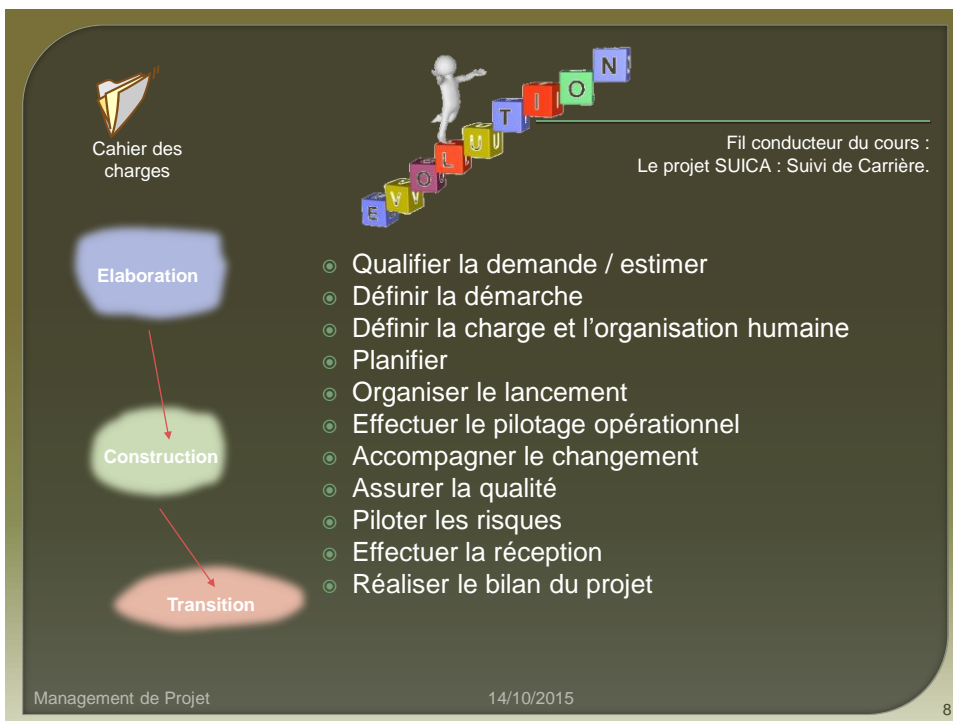 Cahier des
charges
EVOLUTION
Fil conducteur du cours :
Le projet SUICA : Suivi de Carrière.
Elaboration
Construction
Transition
Qualifier la demande / estimer
Définir la démarche
Définir la charge et l'organisation humaine
Planifier
Organiser le lancement
Effectuer le pilotage opérationnel
Accompagner le changement
Assurer la qualité
Piloter les risques
Effectuer la réception
Réaliser le bilan du projet
Management de Projet
14/10/2015
8